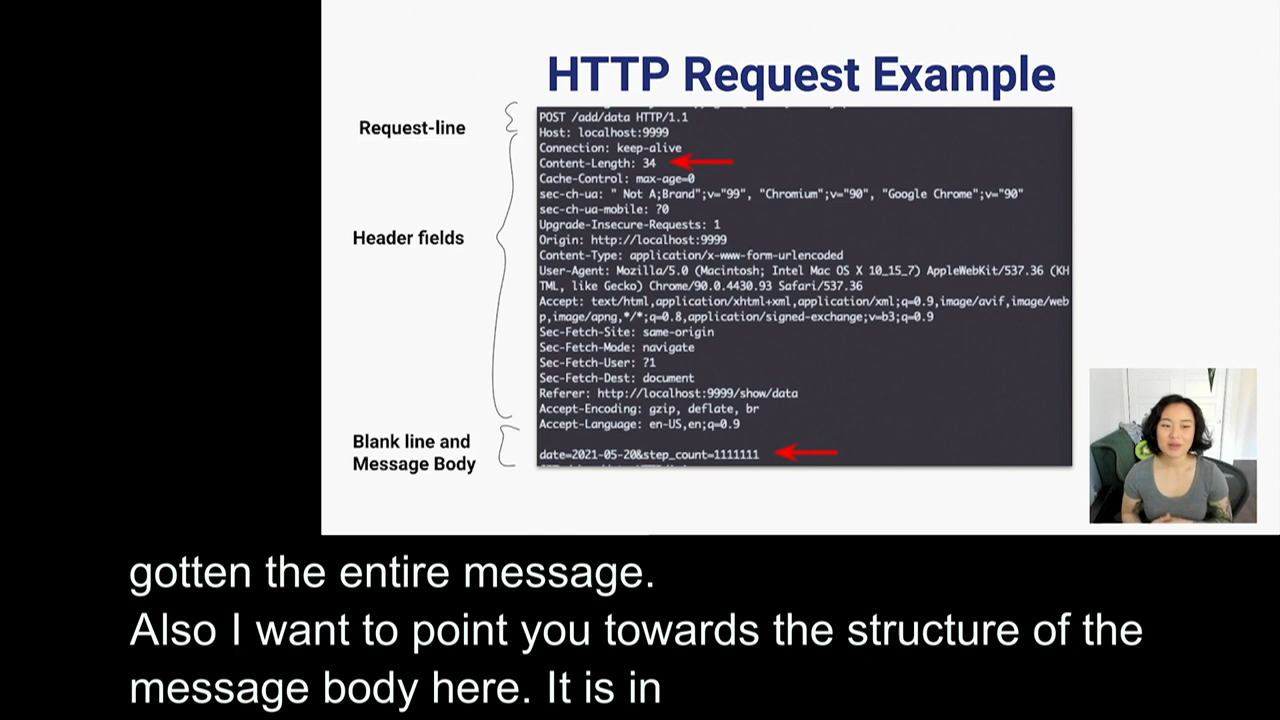 HTTP Request Example
Request-line
Header fields
Blank line and
Message Body
POST /add/data HTTP/1.1
Host: localhost:9999
Connection: keep-alive
Content-Length: 34
Cache-Control: max-age=0
sec-ch-ua: " Not A;Brand";v="99", "Chromium";v="90", "Google Chrome";v="90"
sec-ch-ua-mobile: ?0
Upgrade-Insecure-Requests: 1
Origin: http://localhost:9999
Content-Type: application/x-www-form-urlencoded
User-Agent: Mozilla/5.0 (Macintosh; Intel Mac OS X 10_15_7) AppleWebKit/537.36 (KH
TML, like Gecko) Chrome/90.0.4430.93 Safari/537.36
Accept: text/html,application/xhtml+xml,application/xml;q=0.9,image/avif,image/web
p,image/apng,*/*;q=0.8,application/signed-exchange;v=b3;q=0.9
Sec-Fetch-Site: same-origin
Sec-Fetch-Mode: navigate
Sec-Fetch-User: ?1
Sec-Fetch-Dest: document
Referer: http://localhost:9999/show/data
Accept-Encoding: gzip, deflate, br
Accept-Language: en-US,en;q=0.9
date=2021-05-20&step_count=1111111
gotten the entire message.
Also I want to point you towards the structure of the
message body here. It is in